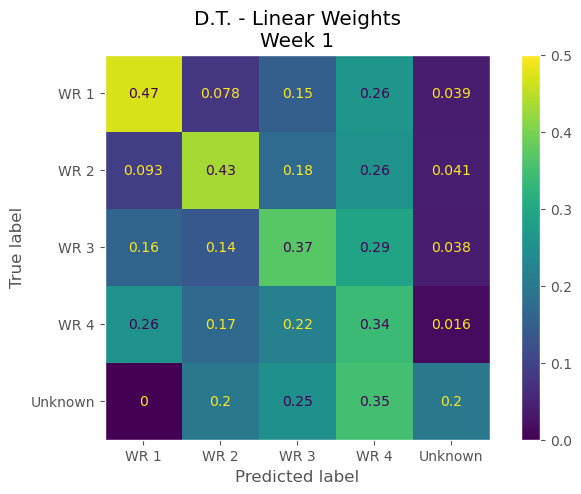 D.T. - Linear Weights
Week 1
True label
WR 1 0.47 0.078 0.15 0.26 0.039
WR 2 0.093 0.43 0.18 0.26 0.041
WR 3 0.16 0.14 0.37 0.29 0.038
WR 4 0.26 0.17 0.22 0.34 0.016
Unknown 0 0.2 0.25 0.35 0.2
WR 1 WR 2 WR 3 WR 4 Unknown
Predicted label
0.5
0.4
0.3
0.2
0.1
0.0